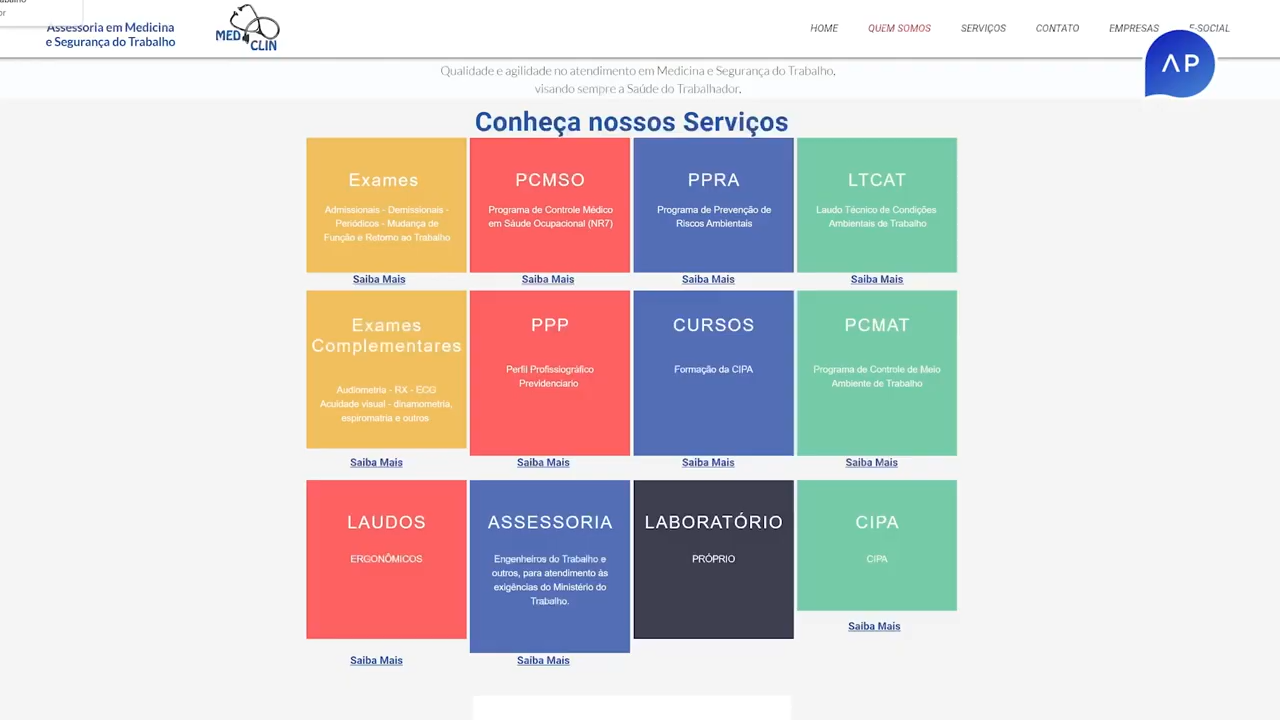 Assessoria em Medicina
e Segurança do Trabalho
MED CLIN
HOME QUEM SOMOS SERVIÇOS CONTATO EMPRESAS E-SOCIAL
AP
Qualidade e agilidade no atendimento em Medicina e Segurança do Trabalho,
visando sempre a Saúde do Trabalhador.
Conheça nossos Serviços
Exames
Admissionais - Demissionais -
Periódicos - Mudança de
Função e Retorno ao Trabalho
Saiba Mais
PCMSO
Programa de Controle Médico
em Sáude Ocupacional (NR7)
Saiba Mais
PPRA
Programa de Prevenção de
Riscos Ambientais
Saiba Mais
LTCAT
Laudo Técnico de Condições
Ambientais de Trabalho
Saiba Mais
Exames
Complementares
Audiometria - RX - ECG
Acuidade visual - dinamometria,
espiromatria e outros
Saiba Mais
PPP
Perfil Profissiográfico
Previdenciario
Saiba Mais
CURSOS
Formação da CIPA
Saiba Mais
PCMAT
Programa de Controle de Meio
Ambiente de Trabalho
Saiba Mais
LAUDOS
ERGONÔMICOS
Saiba Mais
ASSESSORIA
Engenheiros do Trabalho e
outros, para atendimento às
exigências do Ministério do
Trabalho.
Saiba Mais
LABORATÓRIO
PRÓPRIO
CIPA
CIPA
Saiba Mais